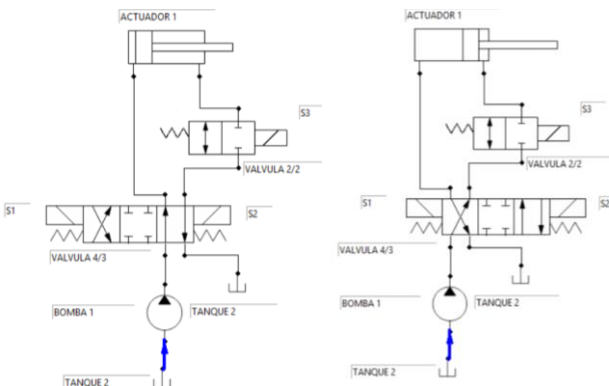 ACTUADOR 1
S3
VALVULA 2/2
S1
S2
VALVULA 4/3
BOMBA 1
TANQUE 2
TANQUE 2
ACTUADOR 1
S3
VALVULA 2/2
S1
S2
VALVULA 4/3
BOMBA 1
TANQUE 2
TANQUE 2